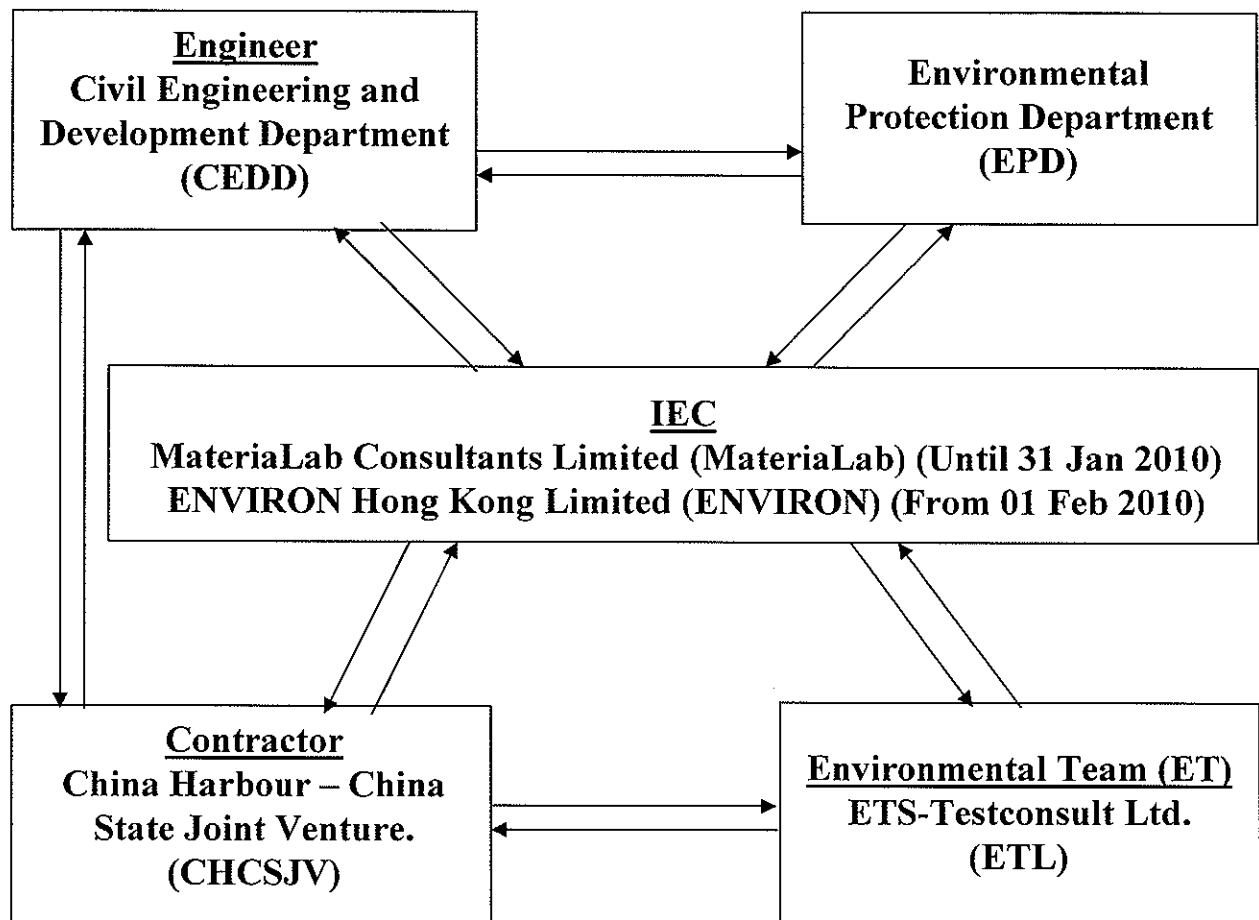 Engineer
Civil Engineering and
Development Department
(CEDD)
Environmental
Protection Department
(EPD)
IEC
MateriaLab Consultants Limited (MateriaLab) (Until 31 Jan 2010)
ENVIRON Hong Kong Limited (ENVIRON) (From 01 Feb 2010)
Contractor
China Harbour – China
State Joint Venture.
(CHCSJV)
Environmental Team (ET)
ETS-Testconsult Ltd.
(ETL)